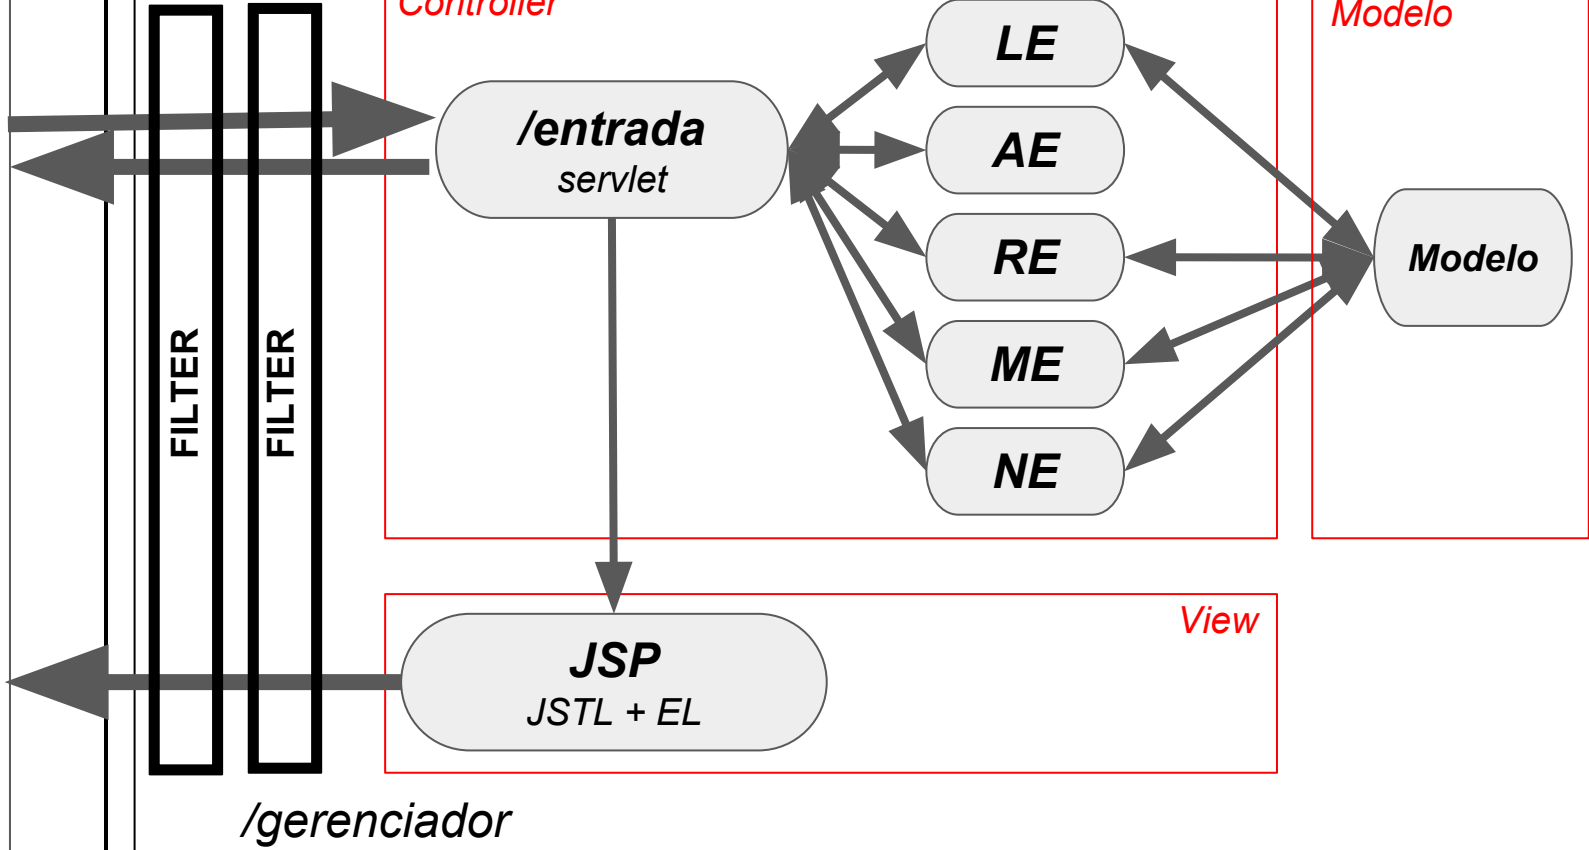 Controller
Modelo
LE
/entrada
servlet
AE
RE
Modelo
ME
NE
FILTER
FILTER
View
JSP
JSTL + EL
/gerenciador